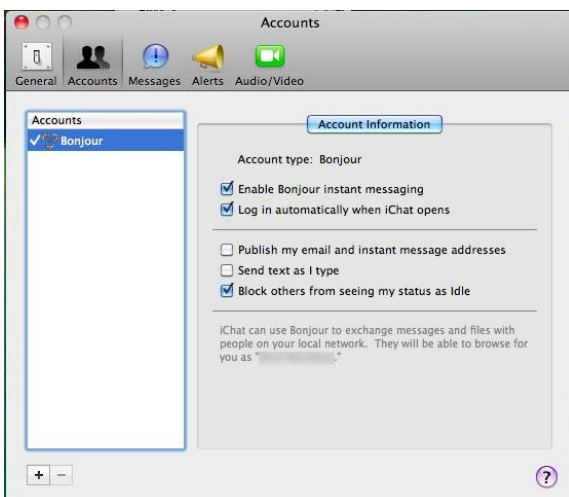 Accounts
General Accounts Messages Alerts Audio/Video
Accounts
Bonjour
Account Information
Account type: Bonjour
Enable Bonjour instant messaging
Log in automatically when iChat opens
Publish my email and instant message addresses
Send text as I type
Block others from seeing my status as Idle
iChat can use Bonjour to exchange messages and files with
people on your local network. They will be able to browse for
you as " ."
+ −
?